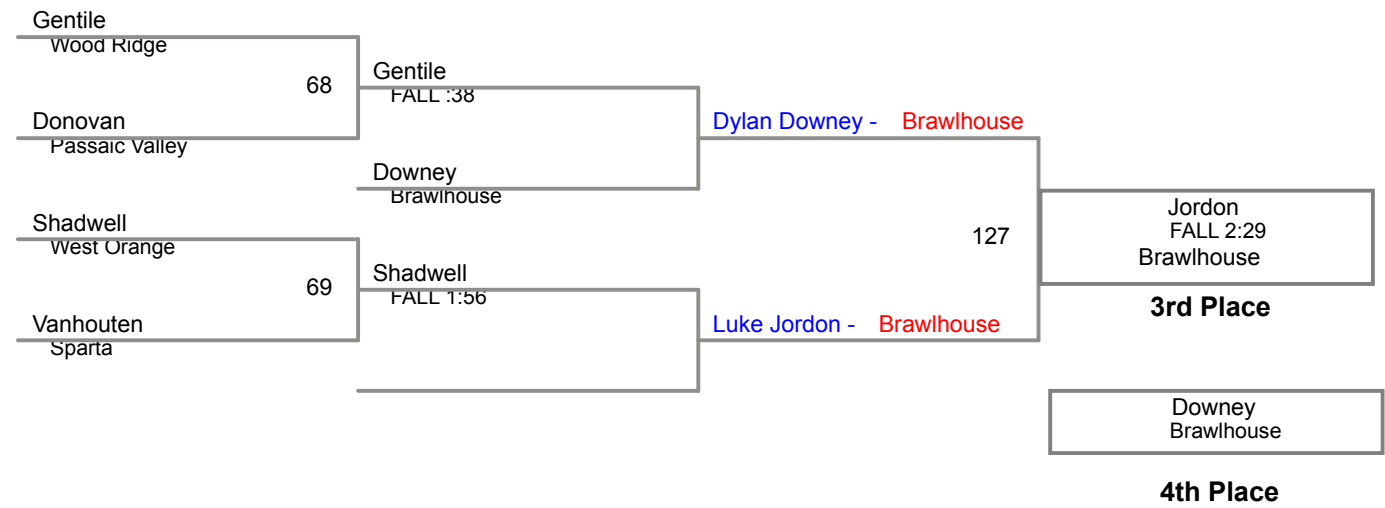 Gentile
Wood Ridge
68
Donovan
Passaic Valley
Shadwell
West Orange
69
Vanhouten
Sparta
Gentile
FALL :38
Downey
Brawlhouse
Shadwell
FALL 1:56
Dylan Downey - Brawlhouse
127
Luke Jordon - Brawlhouse
Jordon
FALL 2:29
Brawlhouse
3rd Place
Downey
Brawlhouse
4th Place